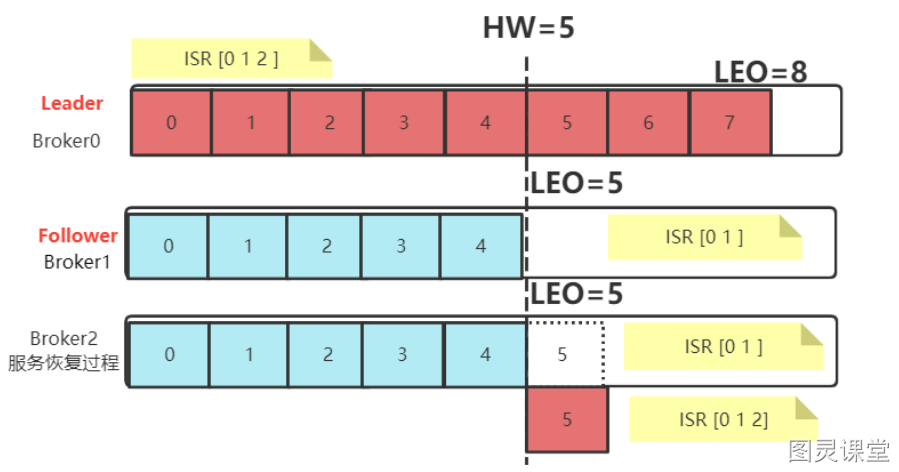 HW=5
ISR [0 1 2 ]
LEO=8
Leader
Broker0
0 1 2 3 4 5 6 7
LEO=5
Follower
Broker1
0 1 2 3 4
ISR [0 1 ]
LEO=5
Broker2
服务恢复过程
0 1 2 3 4 5
ISR [0 1 ]
5
ISR [0 1 2]
图灵课堂